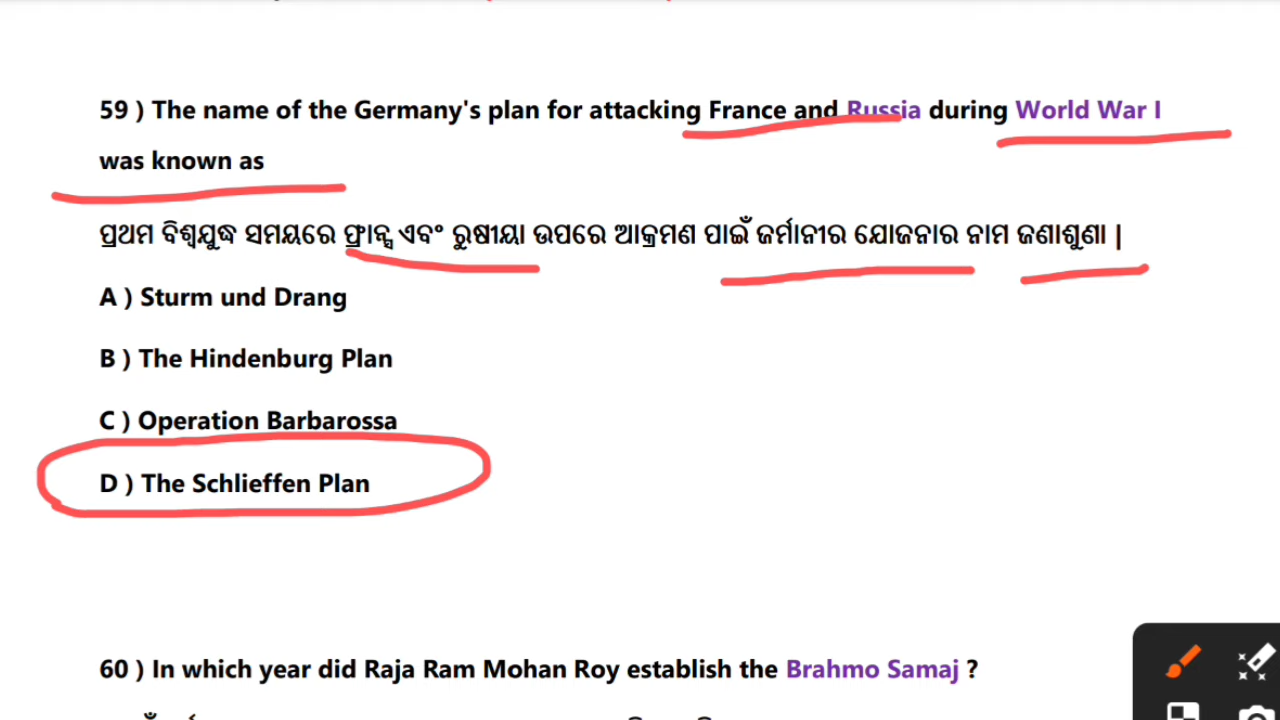 59 ) The name of the Germany's plan for attacking France and Russia during World War I
was known as
ପ୍ରଥମ ବିଶ୍ୱଯୁଦ୍ଧ ସମୟରେ ଫ୍ରାନ୍ସ ଏବଂ ରୁଷୀୟା ଉପରେ ଆକ୍ରମଣ ପାଇଁ ଜର୍ମାନୀର ଯୋଜନାର ନାମ ଜଣାଶୁଣା |
A ) Sturm und Drang
B ) The Hindenburg Plan
C ) Operation Barbarossa
D ) The Schlieffen Plan
60 ) In which year did Raja Ram Mohan Roy establish the Brahmo Samaj ?